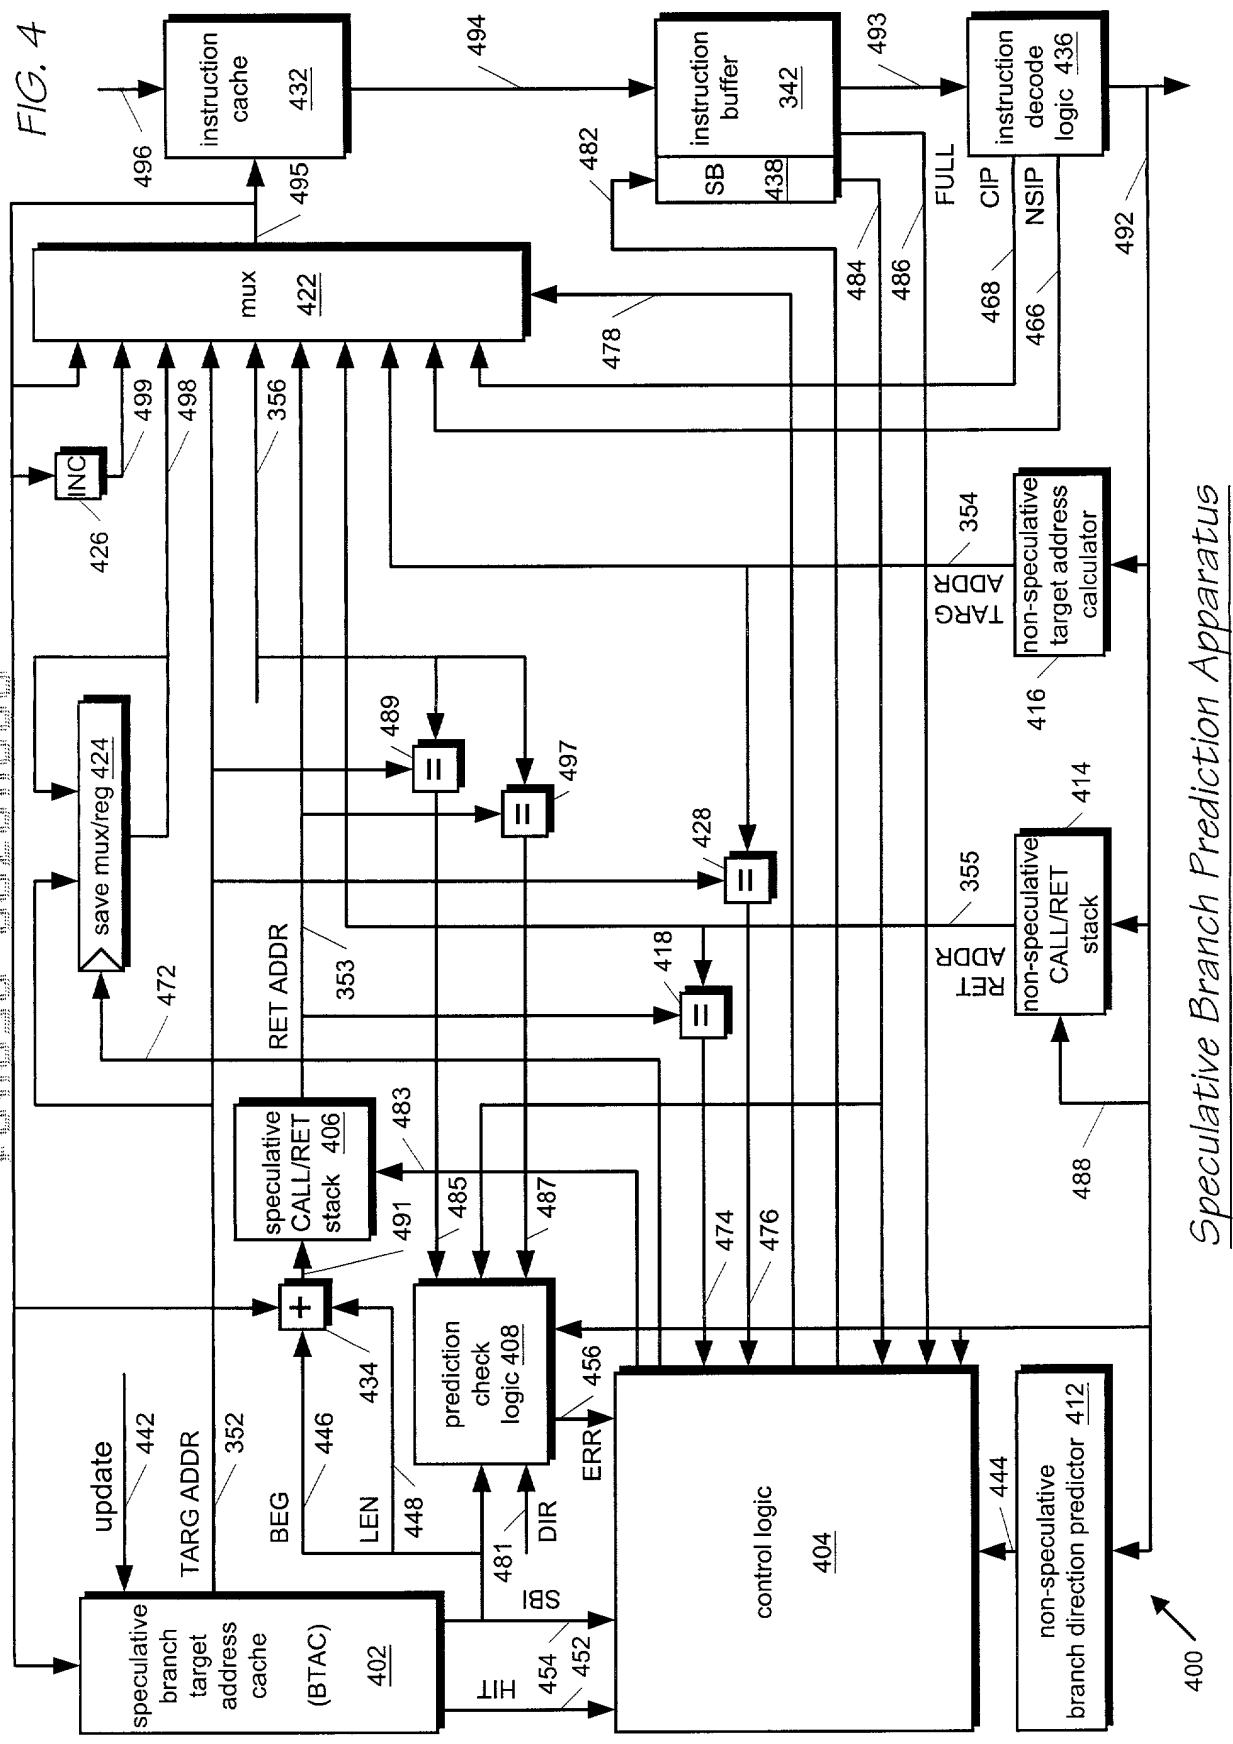 FIG. 4
speculative
branch
target
address
cache
(BTAC)
402
update
442
TARG ADDR
352
BEG
446
LEN
448
SBI
454
HIT
452
481
DIR
434
+
491
speculative
CALL/RET
stack 406
483
485
487
prediction
check
logic 408
ERR
456
control logic
404
444
non-speculative
branch direction predictor 412
400
472
save mux/reg 424
RET ADDR
353
=
489
=
497
=
428
=
418
474
476
488
non-speculative
CALL/RET
stack
414
RET
ADDR
355
non-speculative
target address
calculator
416
TARG
ADDR
354
INC
426
499
498
356
mux
422
478
495
496
instruction
cache
432
494
482
instruction
buffer
342
SB
438
484
486
FULL
493
instruction
decode
logic 436
CIP
468
NSIP
466
492
Speculative Branch Prediction Apparatus